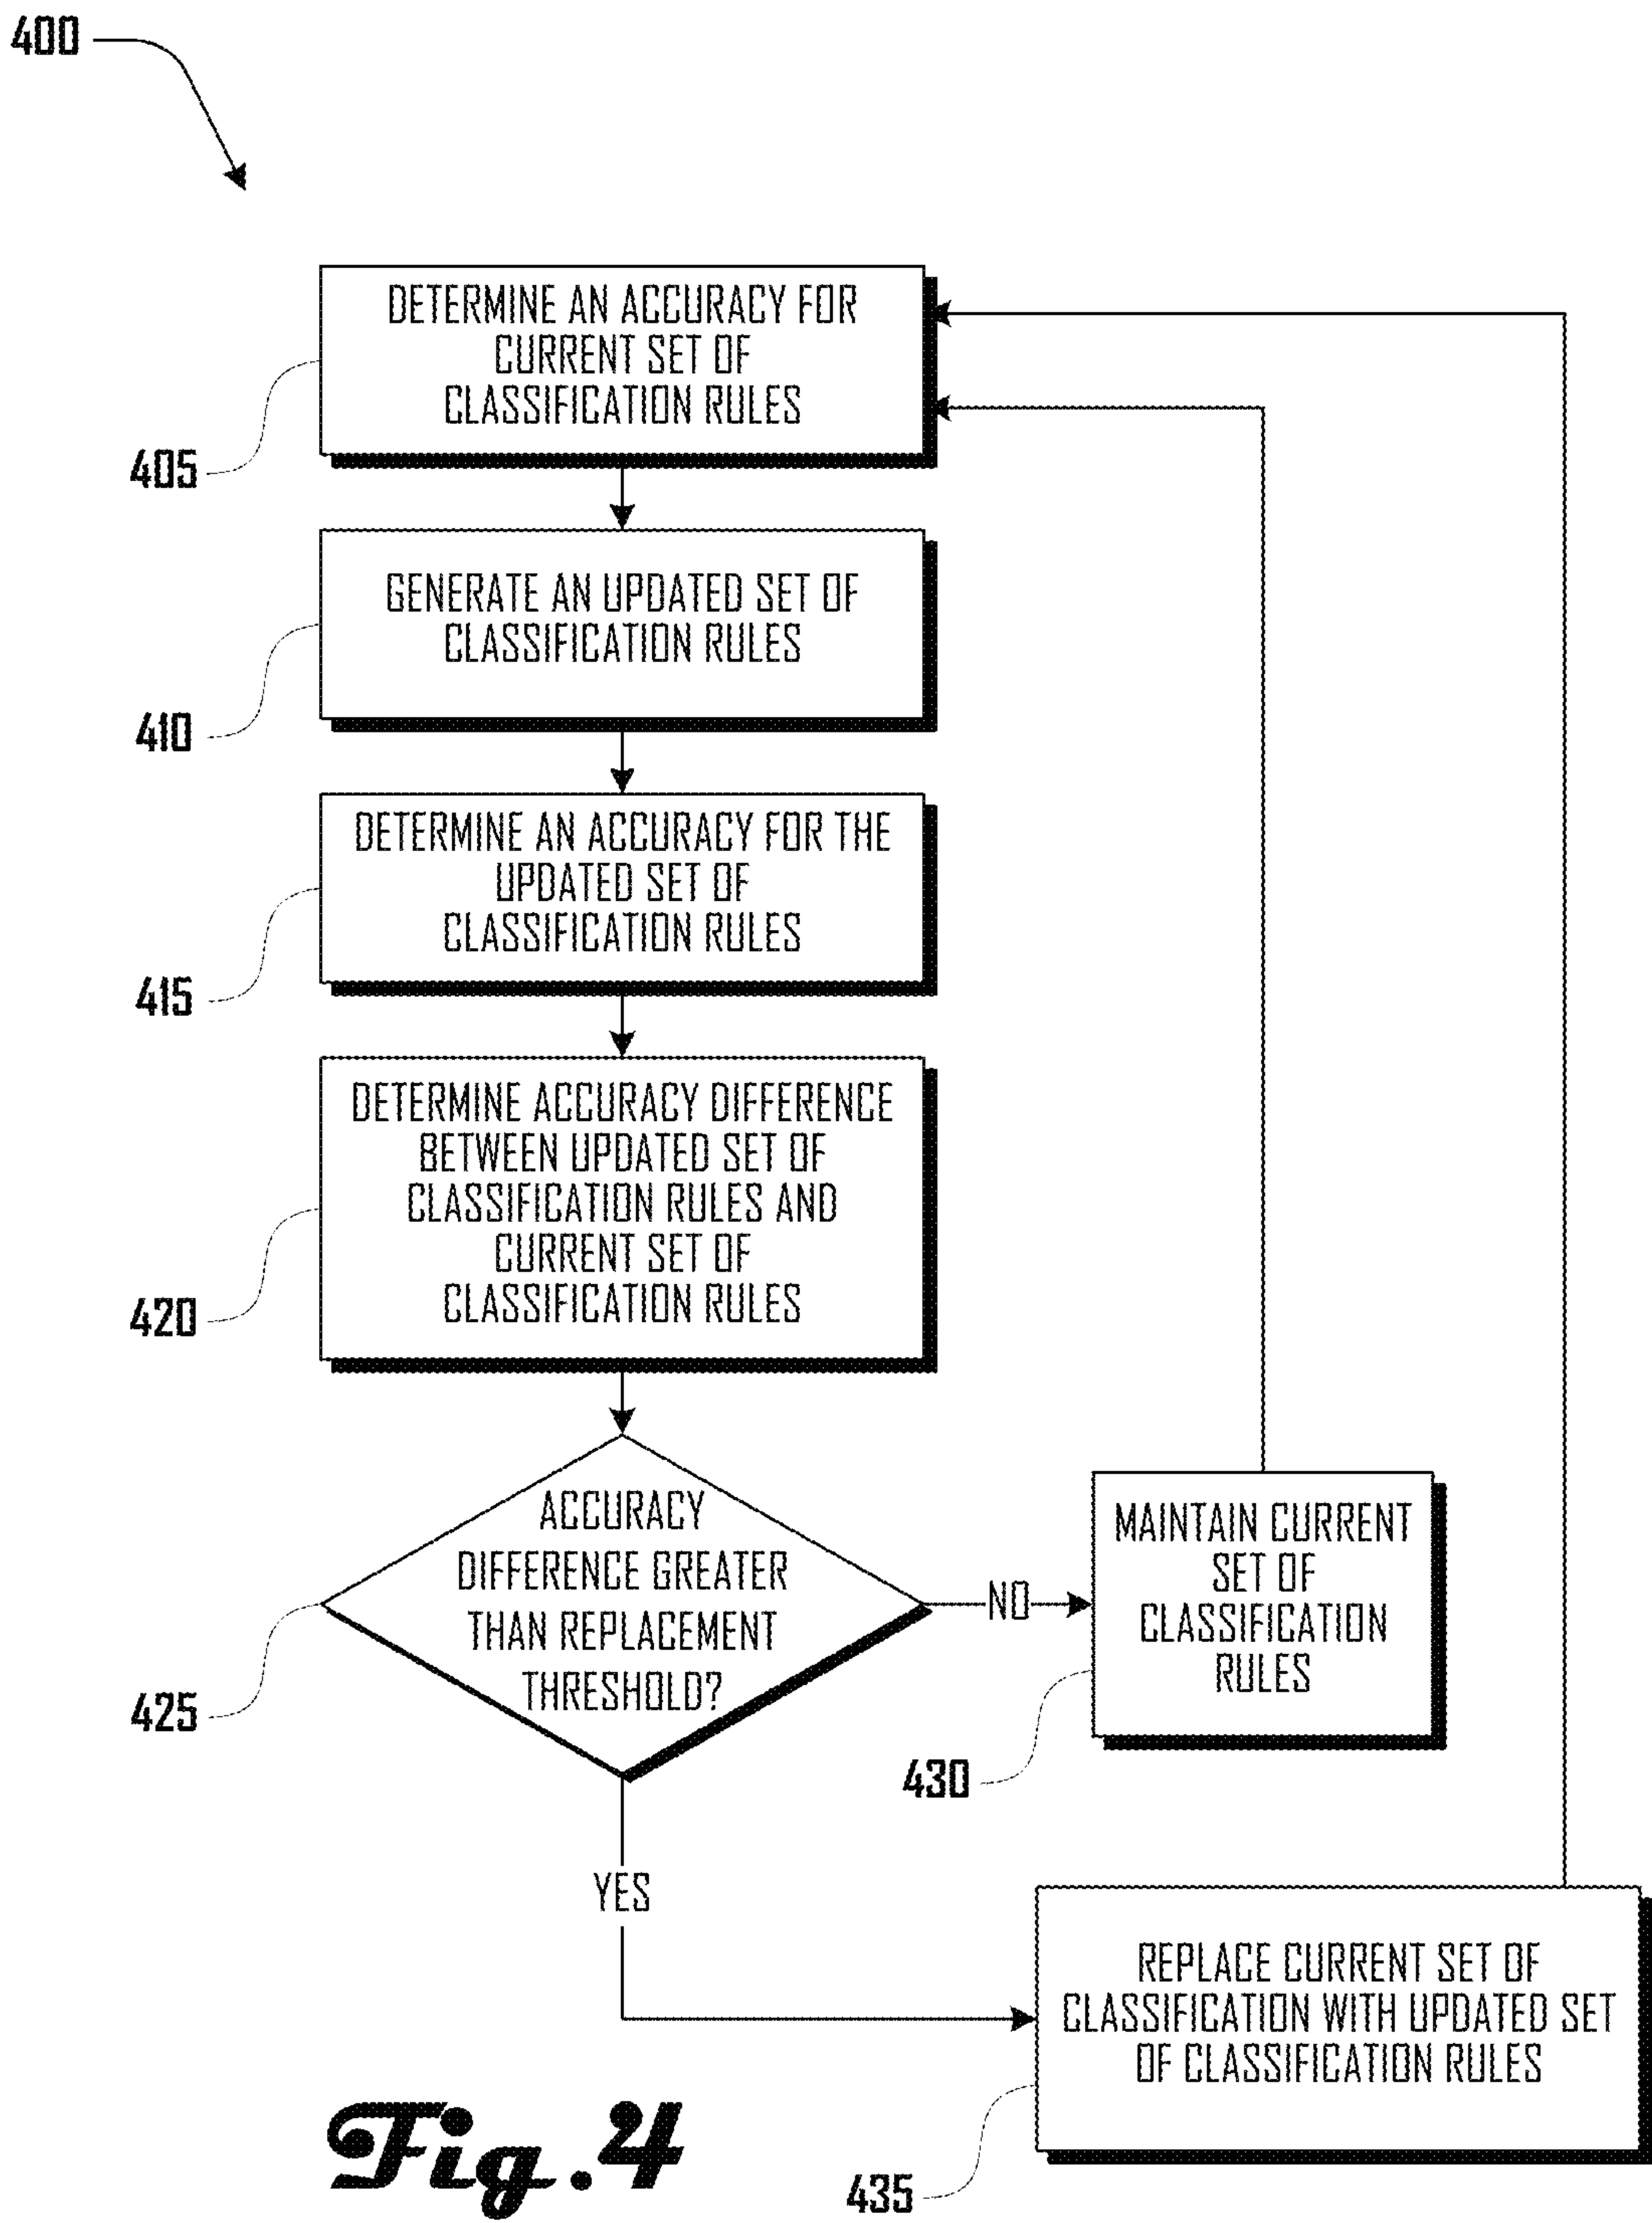 400
DETERMINE AN ACCURACY FOR
CURRENT SET OF
CLASSIFICATION RULES
405
GENERATE AN UPDATED SET OF
CLASSIFICATION RULES
410
DETERMINE AN ACCURACY FOR THE
UPDATED SET OF
CLASSIFICATION RULES
415
DETERMINE ACCURACY DIFFERENCE
BETWEEN UPDATED SET OF
CLASSIFICATION RULES AND
CURRENT SET OF
CLASSIFICATION RULES
420
ACCURACY
DIFFERENCE GREATER
THAN REPLACEMENT
THRESHOLD?
425
NO
MAINTAIN CURRENT
SET OF
CLASSIFICATION
RULES
430
YES
REPLACE CURRENT SET OF
CLASSIFICATION WITH UPDATED SET
OF CLASSIFICATION RULES
435
Fig.4